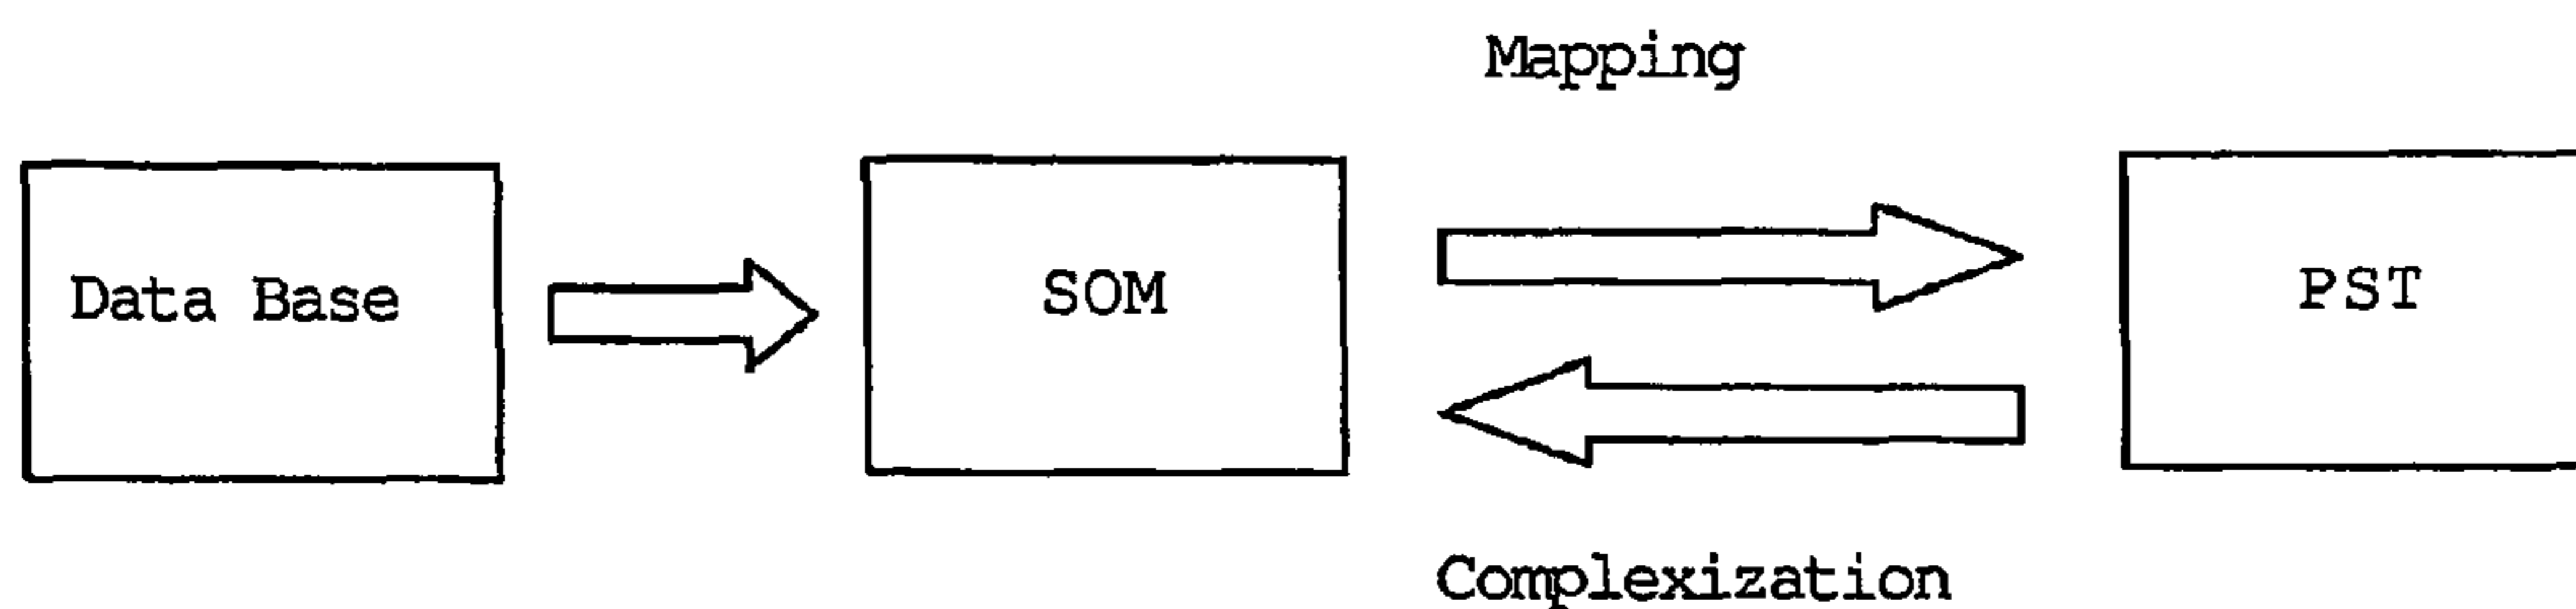 Mapping
Data Base
SOM
PST
Complexization